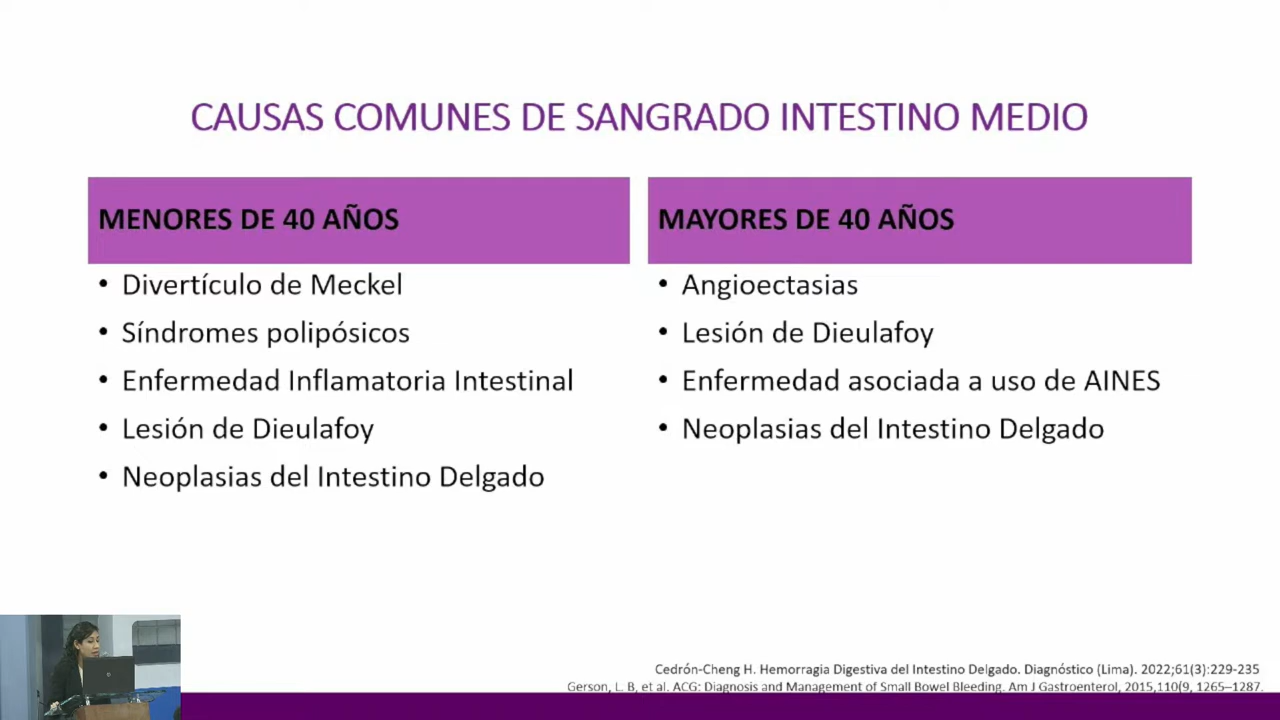 CAUSAS COMUNES DE SANGRADO INTESTINO MEDIO
MENORES DE 40 AÑOS
• Divertículo de Meckel
• Síndromes polipósicos
• Enfermedad Inflamatoria Intestinal
• Lesión de Dieulafoy
• Neoplasias del Intestino Delgado
MAYORES DE 40 AÑOS
• Angioectasias
• Lesión de Dieulafoy
• Enfermedad asociada a uso de AINES
• Neoplasias del Intestino Delgado
Cedrón-Cheng H. Hemorragia Digestiva del Intestino Delgado. Diagnóstico (Lima). 2022;61(3):229-235
Gerson, L. B, et al. ACG: Diagnosis and Management of Small Bowel Bleeding. Am J Gastroenterol, 2015,110(9, 1265–1287.